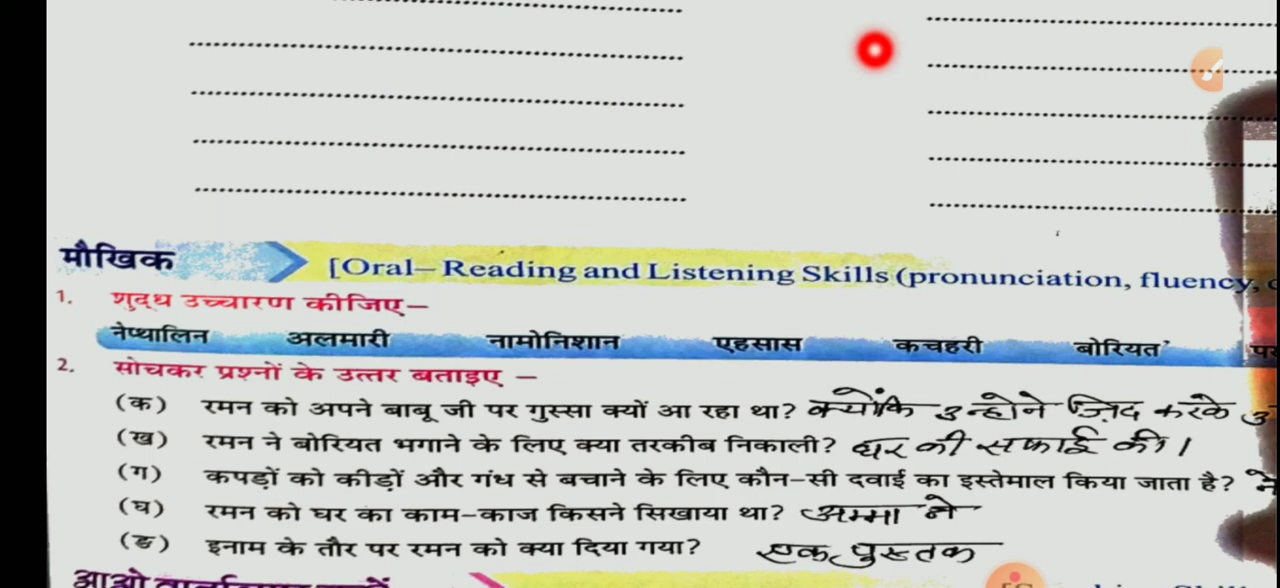 मौखिक [Oral– Reading and Listening Skills (pronunciation, fluency,
1. शुद्ध उच्चारण कीजिए–
नेप्थालिन अलमारी नामोनिशान एहसास कचहरी बोरियत
2. सोचकर प्रश्नों के उत्तर बताइए –
(क) रमन को अपने बाबू जी पर गुस्सा क्यों आ रहा था? क्योंकि उन्होने ज़िद करके
(ख) रमन ने बोरियत भगाने के लिए क्या तरकीब निकाली? घर की सफाई की।
(ग) कपड़ों को कीड़ों और गंध से बचाने के लिए कौन-सी दवाई का इस्तेमाल किया जाता है?
(घ) रमन को घर का काम-काज किसने सिखाया था? अम्मा ने
(ङ) इनाम के तौर पर रमन को क्या दिया गया? एक पुस्तक